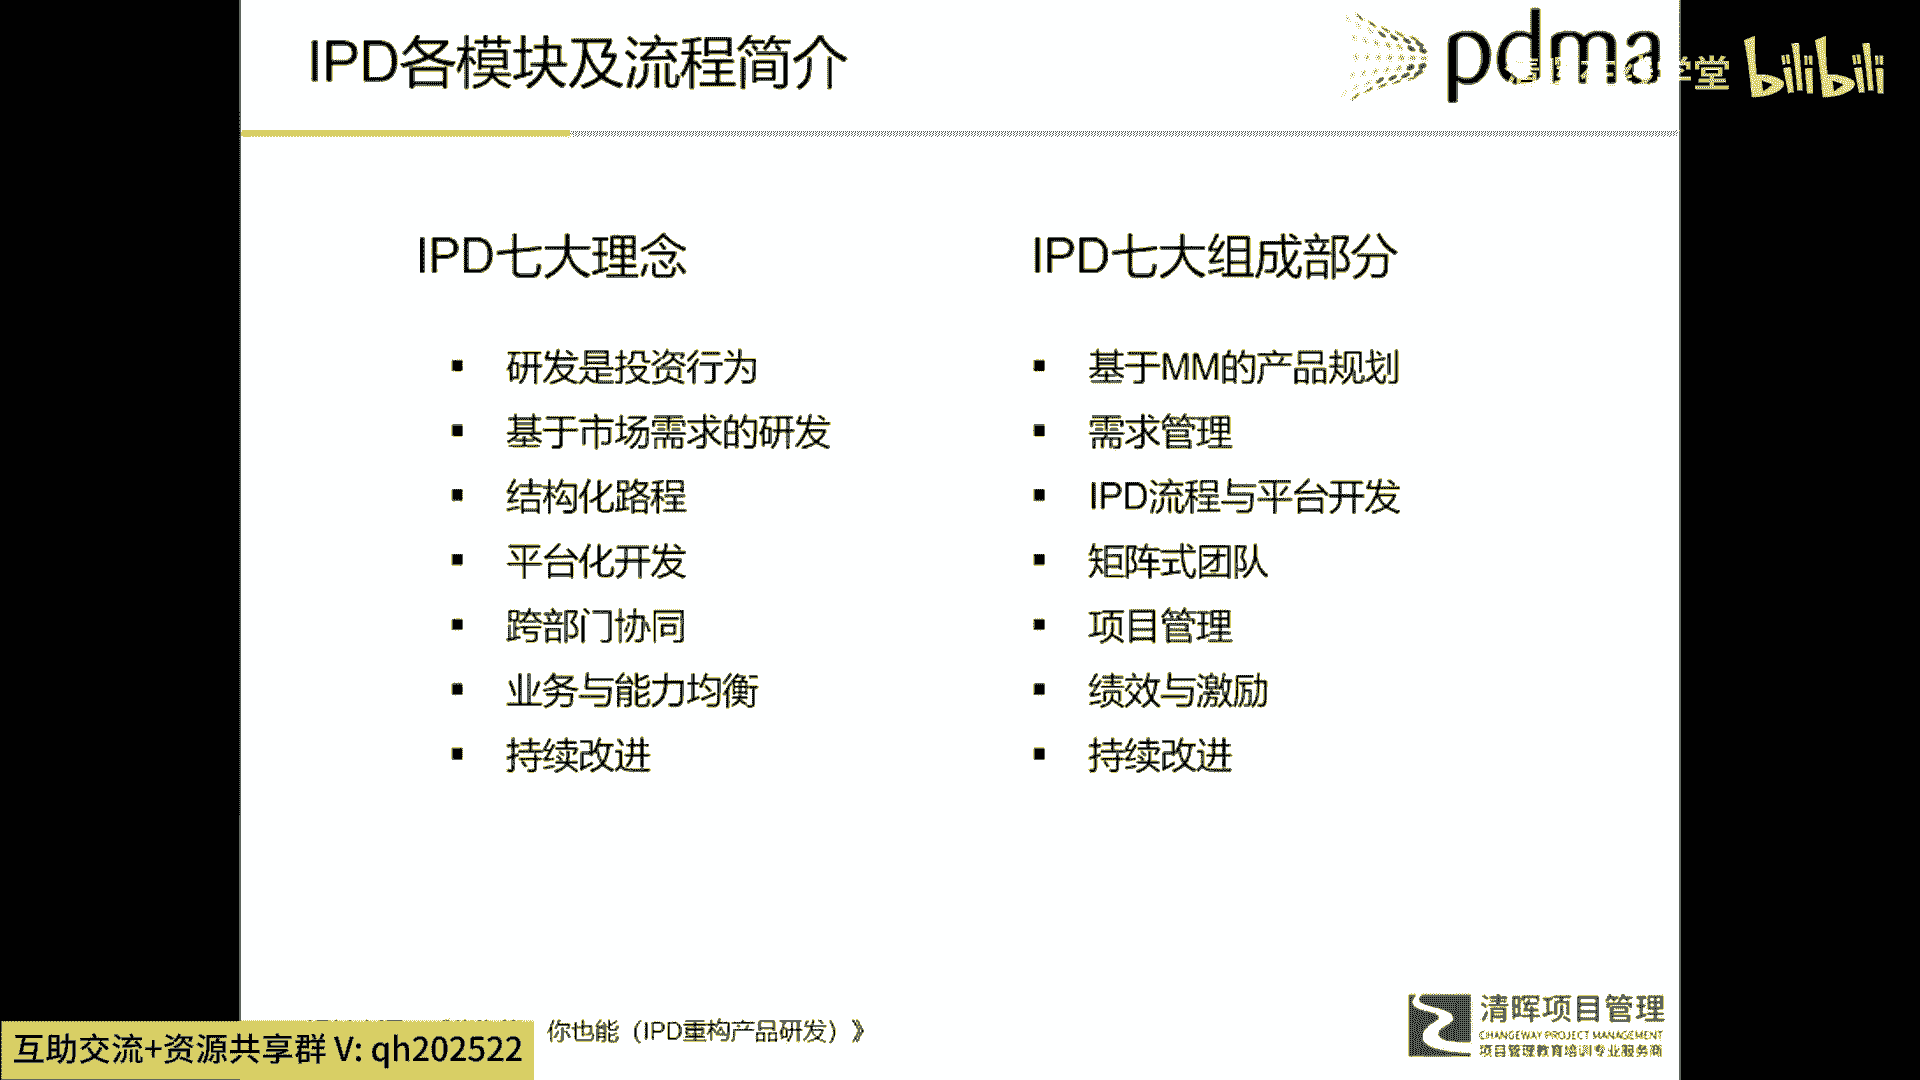 IPD各模块及流程简介
pdma
学堂 bilibili
IPD七大理念
研发是投资行为
基于市场需求的研发
结构化路程
平台化开发
跨部门协同
业务与能力均衡
持续改进
IPD七大组成部分
基于MM的产品规划
需求管理
IPD流程与平台开发
矩阵式团队
项目管理
绩效与激励
持续改进
你也能（IPD重构产品研发）》
互助交流+资源共享群 V: qh202522
清晖项目管理
CHANGEWAY PROJECT MANAGEMENT
项目管理教育培训专业服务商